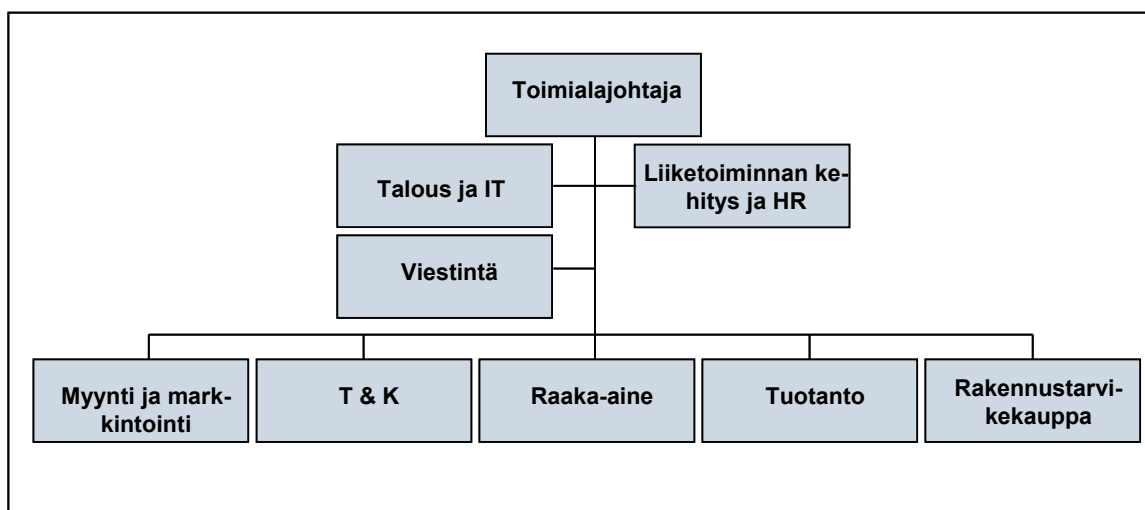 Toimialajohtaja
Talous ja IT
Liiketoiminnan ke-
hitys ja HR
Viestintä
Myynti ja mark-
kintointi
T & K
Raaka-aine
Tuotanto
Rakennustarvi-
kekauppa